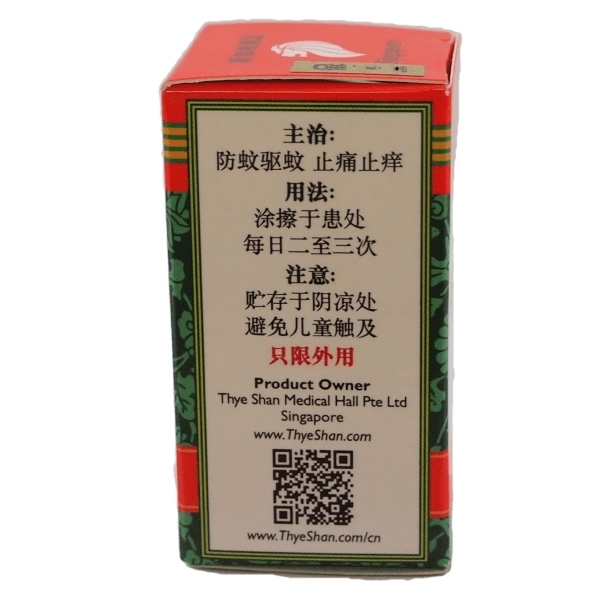 Singapore
主治:
防蚊驱蚊 止痛止痒
用法:
涂擦于患处
每日二至三次
注意:
贮存于阴凉处
避免儿童触及
只限外用
Product Owner
Thye Shan Medical Hall Pte Ltd
Singapore
www.ThyeShan.com
www.ThyeShan.com/cn